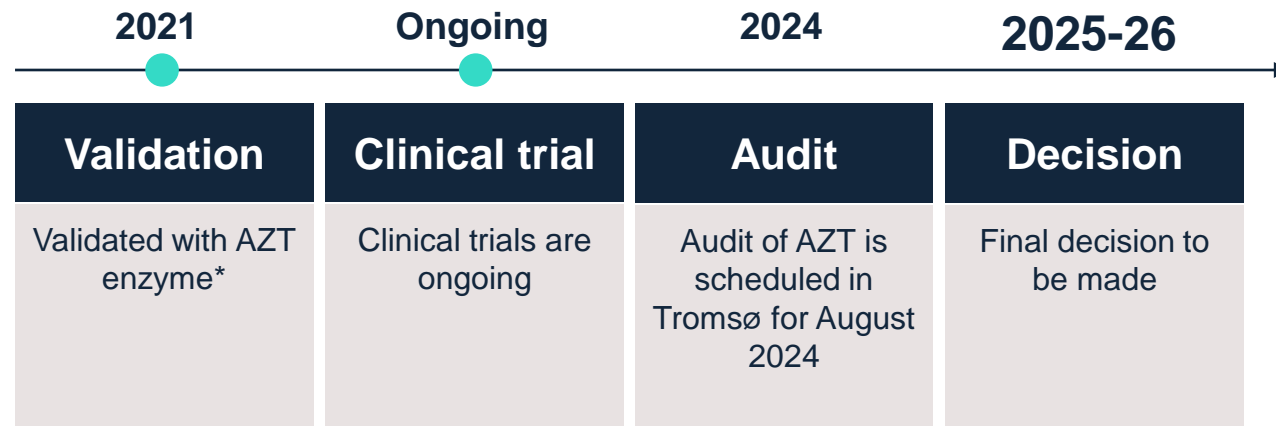 2021
Ongoing
2024
2025-26
Validation
Clinical trial
Audit
Decision
Validated with AZT
enzyme*
Clinical trials are
ongoing
Audit of AZT is
scheduled in
Tromsø for August
2024
Final decision to
be made